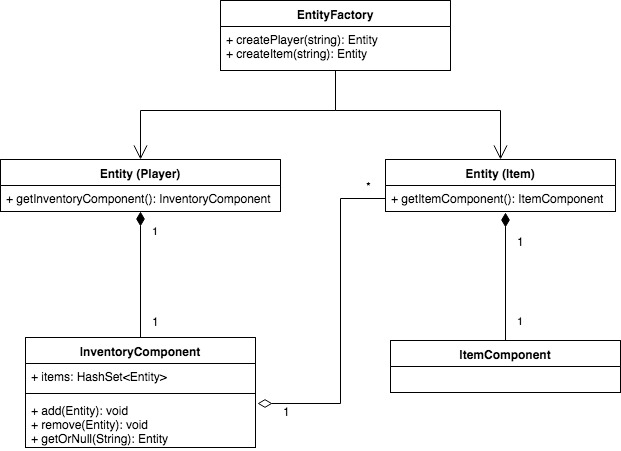 EntityFactory
+ createPlayer(string): Entity
+ createItem(string): Entity
Entity (Player)
+ getInventoryComponent(): InventoryComponent
*
Entity (Item)
+ getItemComponent(): ItemComponent
1
1
1
1
InventoryComponent
+ items: HashSet<Entity>
+ add(Entity): void
+ remove(Entity): void
+ getOrNull(String): Entity
1
ItemComponent